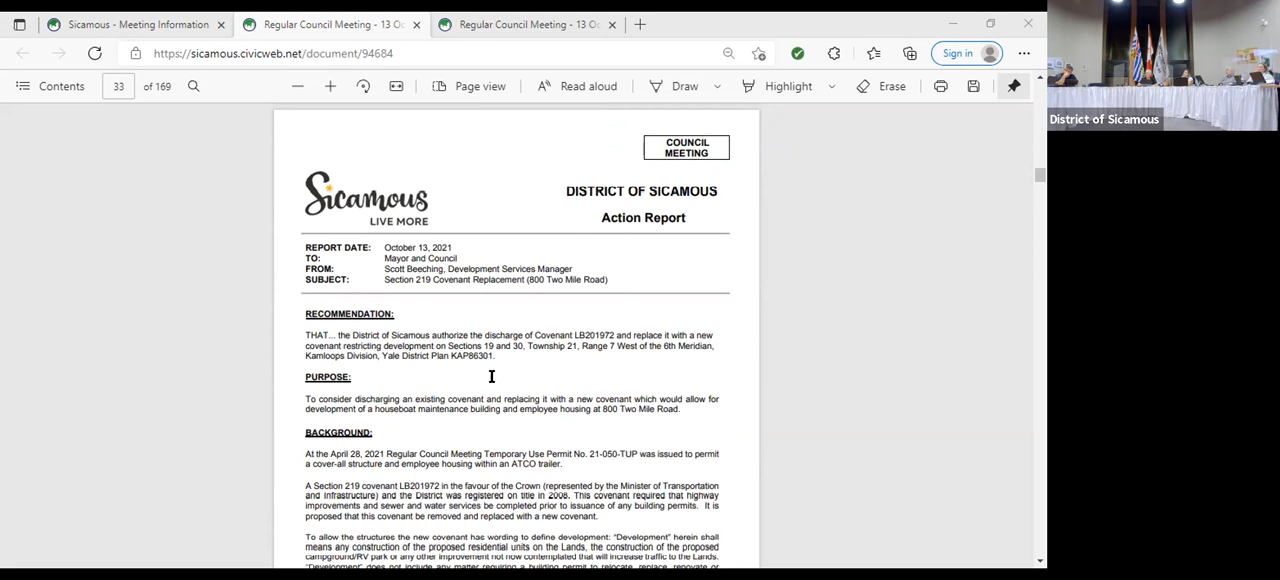 Sicamous - Meeting Information
Regular Council Meeting - 13 Oc
Regular Council Meeting - 13 Oc
https://sicamous.civicweb.net/document/94684
Sign in
Contents
33
of 169
Page view
Read aloud
Draw
Highlight
Erase
District of Sicamous
COUNCIL
MEETING
Sicamous
LIVE MORE
DISTRICT OF SICAMOUS
Action Report
REPORT DATE: October 13, 2021
TO: Mayor and Council
FROM: Scott Beeching, Development Services Manager
SUBJECT: Section 219 Covenant Replacement (800 Two Mile Road)
RECOMMENDATION:
THAT... the District of Sicamous authorize the discharge of Covenant LB201972 and replace it with a new
covenant restricting development on Sections 19 and 30, Township 21, Range 7 West of the 6th Meridian,
Kamloops Division, Yale District Plan KAP86301.
PURPOSE:
To consider discharging an existing covenant and replacing it with a new covenant which would allow for
development of a houseboat maintenance building and employee housing at 800 Two Mile Road.
BACKGROUND:
At the April 28, 2021 Regular Council Meeting Temporary Use Permit No. 21-050-TUP was issued to permit
a cover-all structure and employee housing within an ATCO trailer.
A Section 219 covenant LB201972 in the favour of the Crown (represented by the Minister of Transportation
and Infrastructure) and the District was registered on title in 2008. This covenant required that highway
improvements and sewer and water services be completed prior to issuance of any building permits. It is
proposed that this covenant be removed and replaced with a new covenant.
To allow the structures the new covenant has wording to define development: "Development" herein shall
means any construction of the proposed residential units on the Lands, the construction of the proposed
campground/RV park or any other improvement not now contemplated that will increase traffic to the Lands.
"Development" does not include any matter requiring a building permit to relocate, replace, renovate or